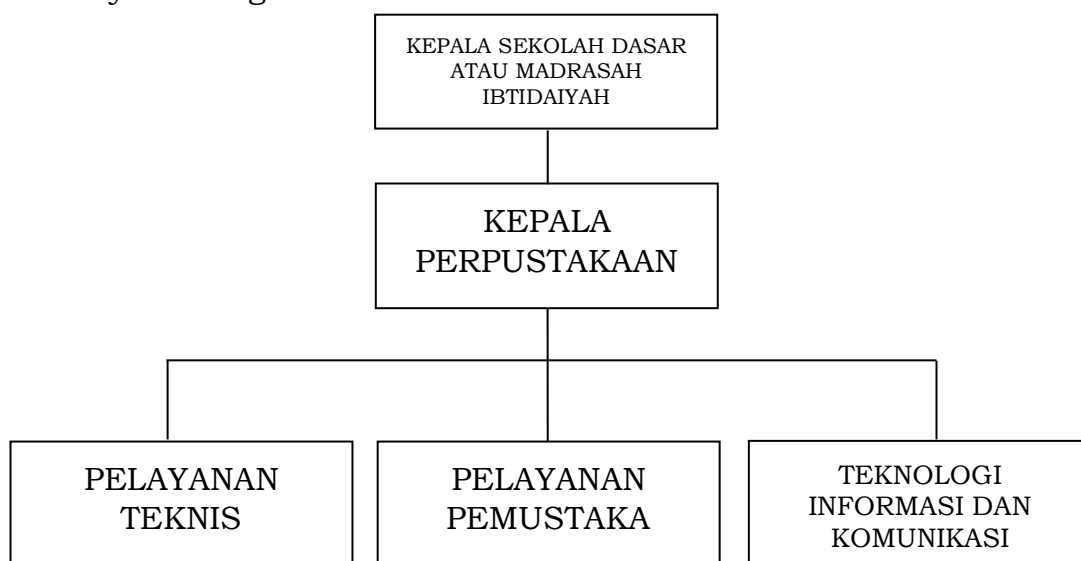 KEPALA SEKOLAH DASAR
ATAU MADRASAH
IBTIDAIYAH
KEPALA
PERPUSTAKAAN
PELAYANAN
TEKNIS
PELAYANAN
PEMUSTAKA
TEKNOLOGI
INFORMASI DAN
KOMUNIKASI